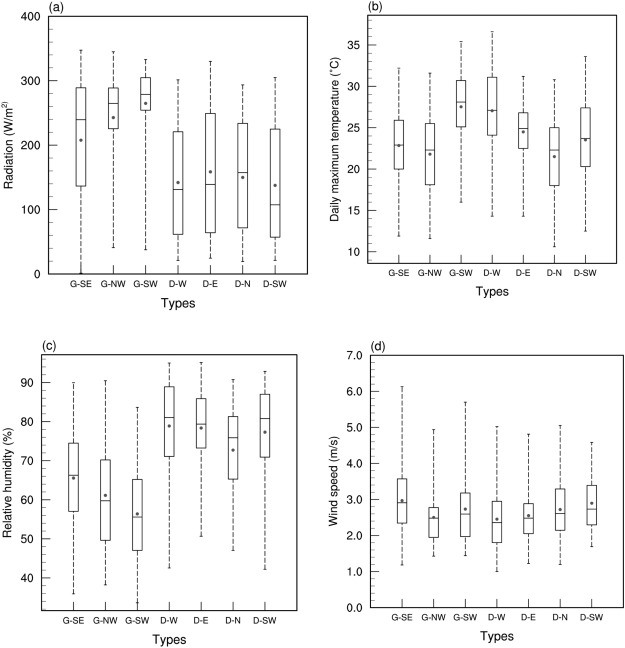 (a)
Radiation (W/m²)
400
300
200
100
0
G-SE G-NW G-SW D-W D-E D-N D-SW
Types
(b)
Daily maximum temperature (°C)
35
30
25
20
15
10
G-SE G-NW G-SW D-W D-E D-N D-SW
Types
(c)
Relative humidity (%)
90
80
70
60
50
40
G-SE G-NW G-SW D-W D-E D-N D-SW
Types
(d)
Wind speed (m/s)
7.0
6.0
5.0
4.0
3.0
2.0
1.0
0.0
G-SE G-NW G-SW D-W D-E D-N D-SW
Types